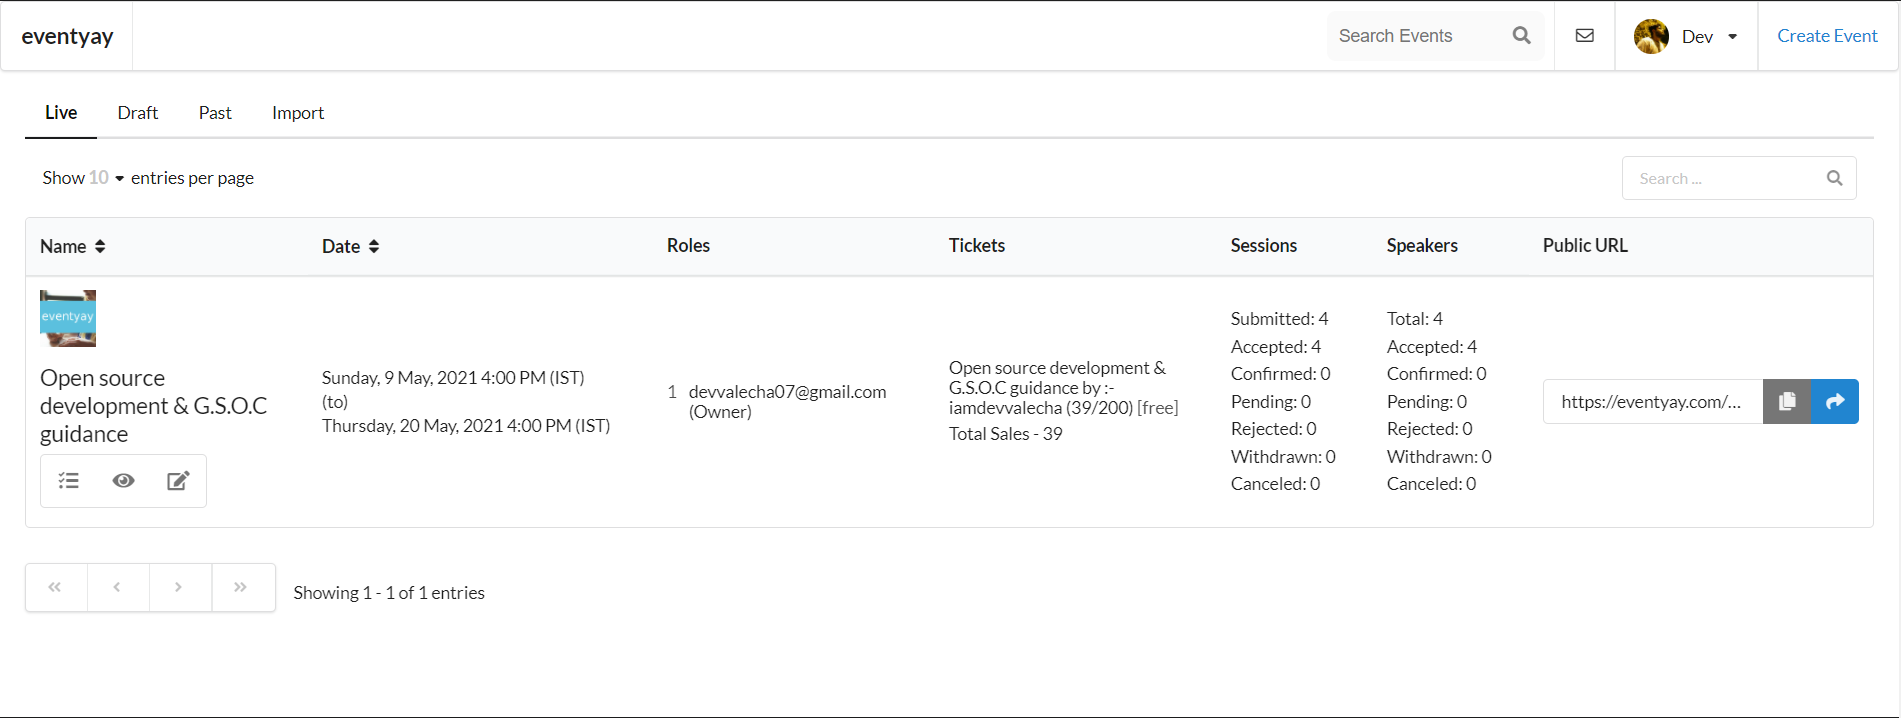 eventyay
Search Events
Dev
Create Event
Live
Draft
Past
Import
Show 10 entries per page
Search ...
Name
Date
Roles
Tickets
Sessions
Speakers
Public URL
eventyay
Open source
development & G.S.O.C
guidance
Sunday, 9 May, 2021 4:00 PM (IST)
(to)
Thursday, 20 May, 2021 4:00 PM (IST)
1 devvalecha07@gmail.com
(Owner)
Open source development &
G.S.O.C guidance by :-
iamdevvalecha (39/200) [free]
Total Sales - 39
Submitted: 4
Accepted: 4
Confirmed: 0
Pending: 0
Rejected: 0
Withdrawn: 0
Canceled: 0
Total: 4
Accepted: 4
Confirmed: 0
Pending: 0
Rejected: 0
Withdrawn: 0
Canceled: 0
https://eventyay.com/...
Showing 1 - 1 of 1 entries